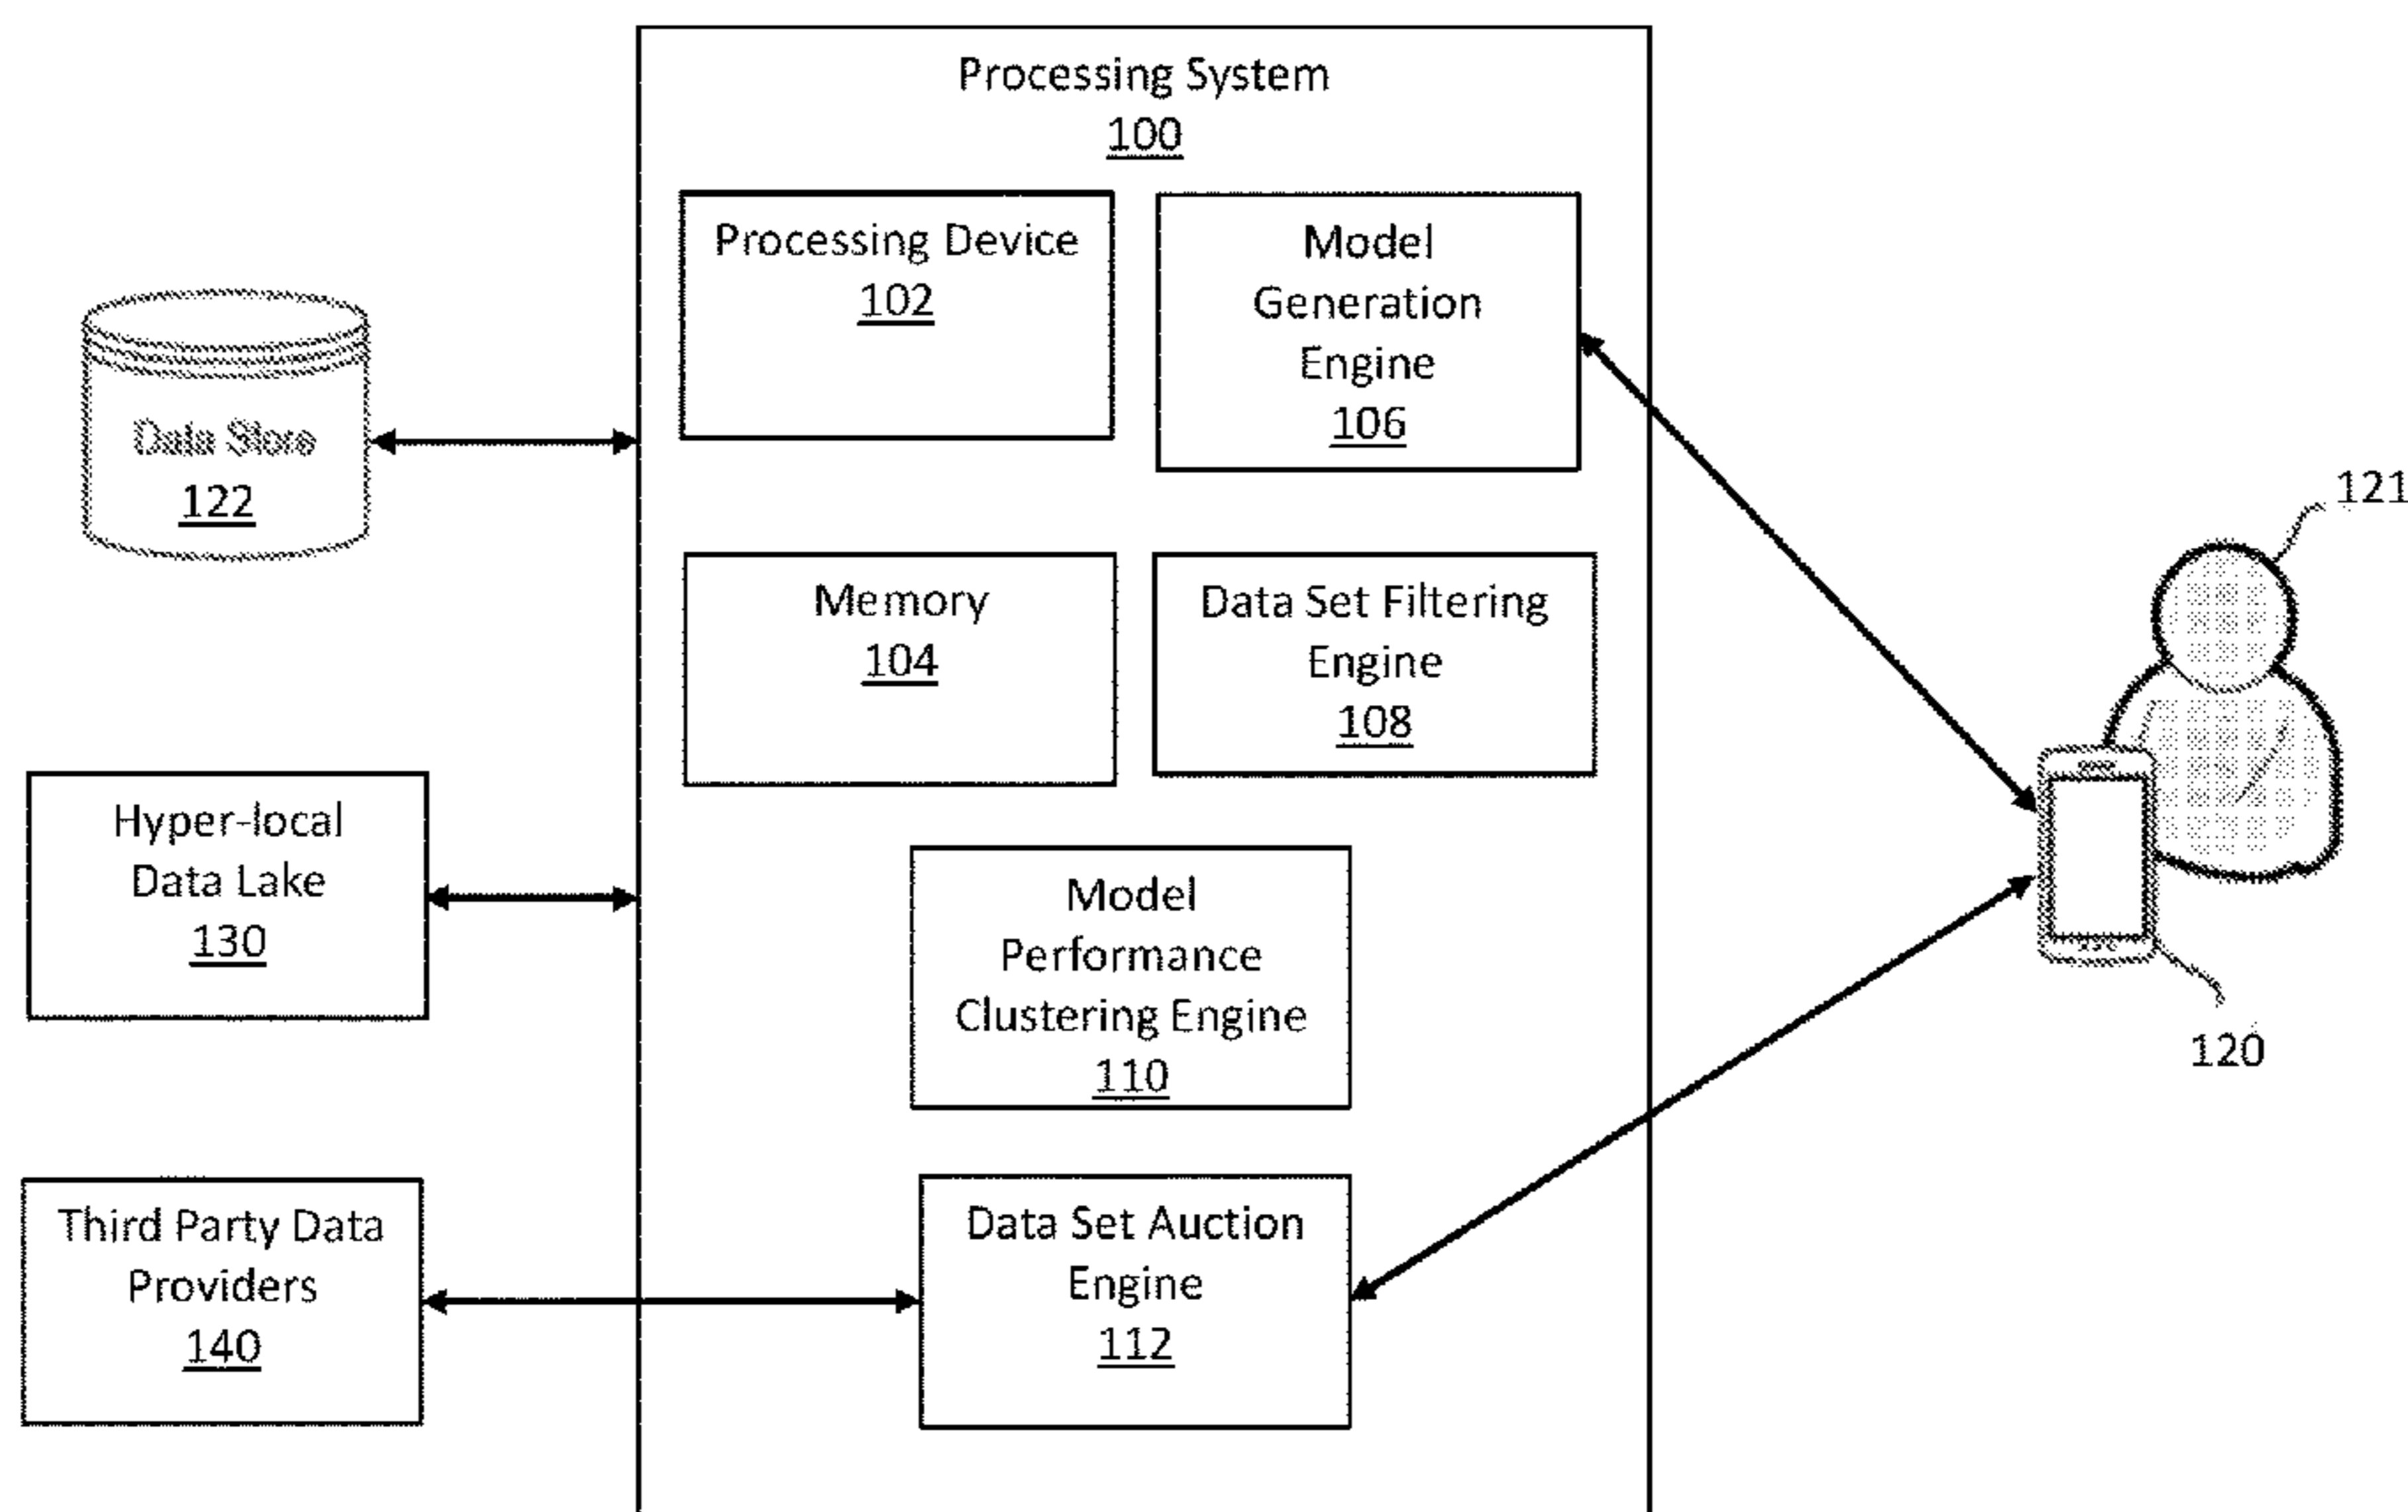 Processing System
100
Processing Device
102
Model
Generation
Engine
106
Data Store
122
121
Memory
104
Data Set Filtering
Engine
108
Hyper-local
Data Lake
130
Model
Performance
Clustering Engine
110
120
Third Party Data
Providers
140
Data Set Auction
Engine
112